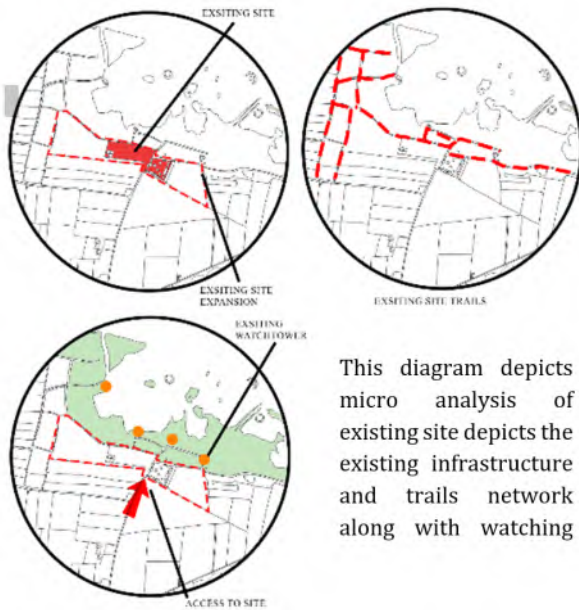 EXSITING SITE
EXSITING SITE
EXPANSION
EXSITING SITE TRAILS
EXSITING
WATCHTOWER
ACCESS TO SITE
This diagram depicts
micro analysis of
existing site depicts the
existing infrastructure
and trails network
along with watching